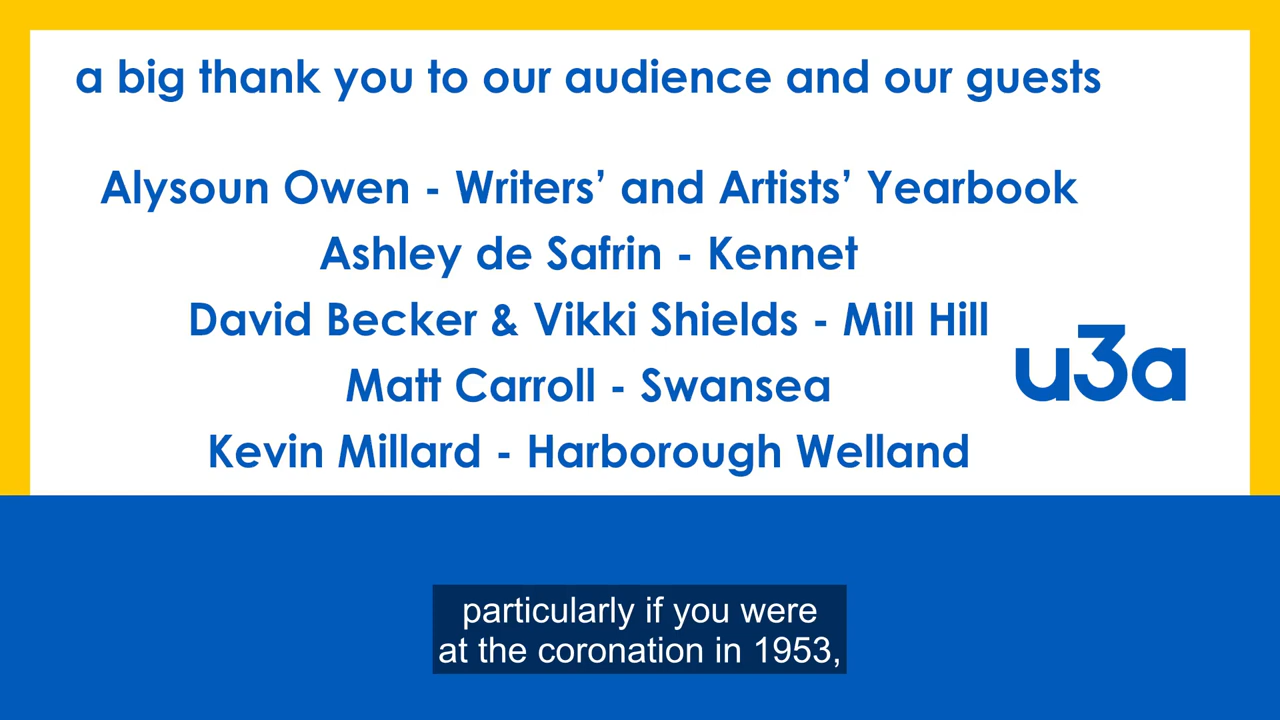 a big thank you to our audience and our guests
Alysoun Owen - Writers’ and Artists’ Yearbook
Ashley de Safrin - Kennet
David Becker & Vikki Shields - Mill Hill
u3a
Matt Carroll - Swansea
Kevin Millard - Harborough Welland
particularly if you were
at the coronation in 1953,